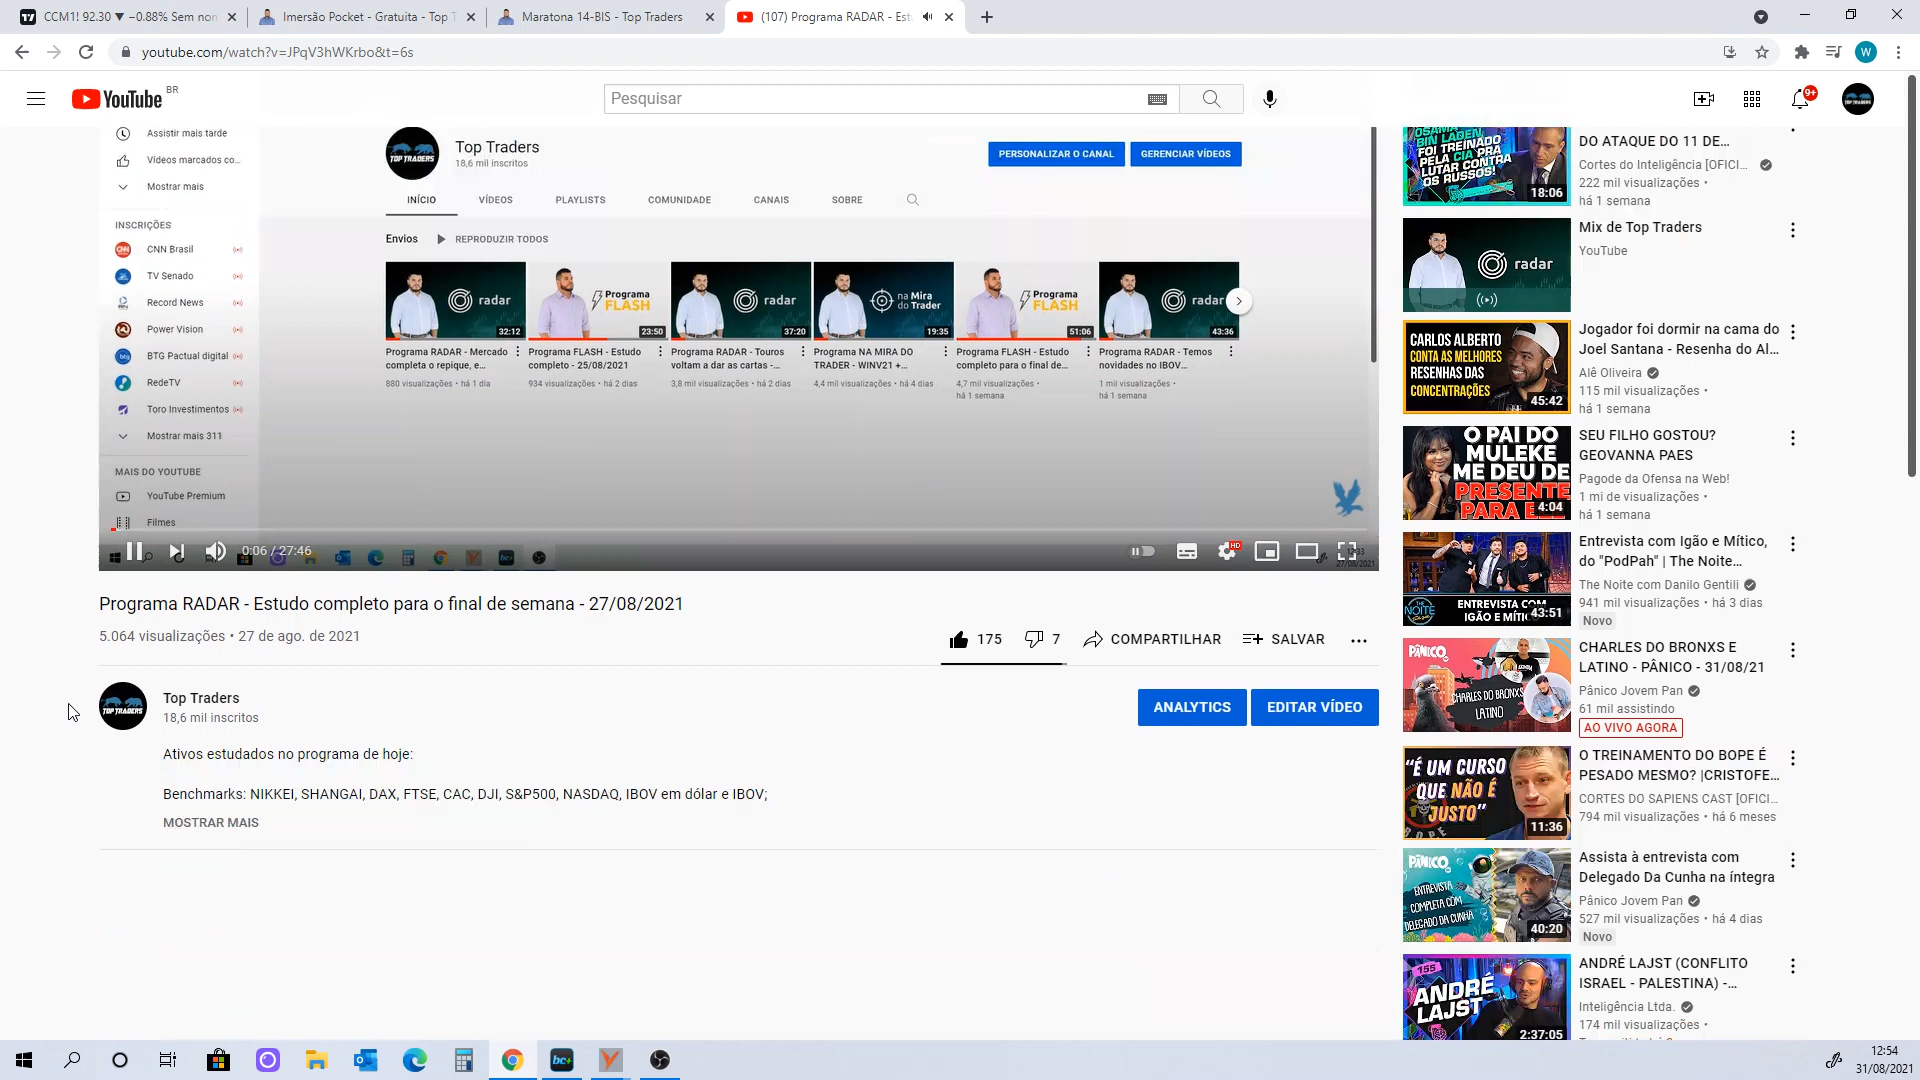 CCM1! 92.30 ▼ −0.88% Sem nom
Imersão Pocket - Gratuita - Top T
Maratona 14-BIS - Top Traders
(107) Programa RADAR - Est
youtube.com/watch?v=JPqV3hWKrbo&t=6s
W
YouTube BR
Pesquisar
9+
Assistir mais tarde
Vídeos marcados co...
Mostrar mais
INSCRIÇÕES
CNN Brasil
TV Senado
Record News
Power Vision
BTG Pactual digital
RedeTV
Toro Investimentos
Mostrar mais 311
MAIS DO YOUTUBE
YouTube Premium
Filmes
TOP TRADERS
Top Traders
18,6 mil inscritos
PERSONALIZAR O CANAL
GERENCIAR VÍDEOS
INÍCIO VÍDEOS PLAYLISTS COMUNIDADE CANAIS SOBRE
Envios REPRODUZIR TODOS
radar
32:12
Programa RADAR - Mercado
completa o repique, e...
880 visualizações • há 1 dia
Programa
FLASH
23:50
Programa FLASH - Estudo
completo - 25/08/2021
934 visualizações • há 2 dias
radar
37:20
Programa RADAR - Touros
voltam a dar as cartas -...
3,8 mil visualizações • há 2 dias
na Mira
do Trader
19:35
Programa NA MIRA DO
TRADER - WINV21 +...
4,4 mil visualizações • há 4 dias
Programa
FLASH
51:06
Programa FLASH - Estudo
completo para o final de...
4,7 mil visualizações •
há 1 semana
radar
43:36
Programa RADAR - Temos
novidades no IBOV...
1 mil visualizações •
há 1 semana
0:06 / 27:46
HD
27/08/2021
Programa RADAR - Estudo completo para o final de semana - 27/08/2021
5.064 visualizações • 27 de ago. de 2021
175 7 COMPARTILHAR SALVAR
TOP TRADERS
Top Traders
18,6 mil inscritos
ANALYTICS
EDITAR VÍDEO
Ativos estudados no programa de hoje:
Benchmarks: NIKKEI, SHANGAI, DAX, FTSE, CAC, DJI, S&P500, NASDAQ, IBOV em dólar e IBOV;
MOSTRAR MAIS
OSAMA
BIN LADEN
FOI TREINADO
PELA CIA PRA
LUTAR CONTRA
OS RUSSOS!
18:06
DO ATAQUE DO 11 DE...
Cortes do Inteligência [OFICI...
222 mil visualizações •
há 1 semana
radar
Mix de Top Traders
YouTube
CARLOS ALBERTO
CONTA AS MELHORES
RESENHAS DAS
CONCENTRAÇÕES
45:42
Jogador foi dormir na cama do
Joel Santana - Resenha do Al...
Alê Oliveira
115 mil visualizações •
há 1 semana
O PAI DO
MULEKE
ME DEU DE
PRESENTE
PARA ELE
4:04
SEU FILHO GOSTOU?
GEOVANNA PAES
Pagode da Ofensa na Web!
1 mi de visualizações •
há 1 semana
THE
NOITE
ENTREVISTA COM
IGÃO E MÍTICO
43:51
Entrevista com Igão e Mítico,
do "PodPah" | The Noite...
The Noite com Danilo Gentili
941 mil visualizações • há 3 dias
Novo
PÂNICO
CHARLES DO BRONXS
LATINO
CHARLES DO BRONXS E
LATINO - PÂNICO - 31/08/21
Pânico Jovem Pan
61 mil assistindo
AO VIVO AGORA
"É UM CURSO
QUE NÃO É
JUSTO"
BOPE
11:36
O TREINAMENTO DO BOPE É
PESADO MESMO? |CRISTOFE...
CORTES DO SAPIENS CAST [OFICI...
794 mil visualizações • há 6 meses
PÂNICO
ENTREVISTA
COMPLETA COM
DELEGADO DA CUNHA
40:20
Assista à entrevista com
Delegado Da Cunha na íntegra
Pânico Jovem Pan
527 mil visualizações • há 4 dias
Novo
155
ANDRÉ
LAJST
2:37:05
ANDRÉ LAJST (CONFLITO
ISRAEL - PALESTINA) -...
Inteligência Ltda.
174 mil visualizações •
bc+
12:54
31/08/2021